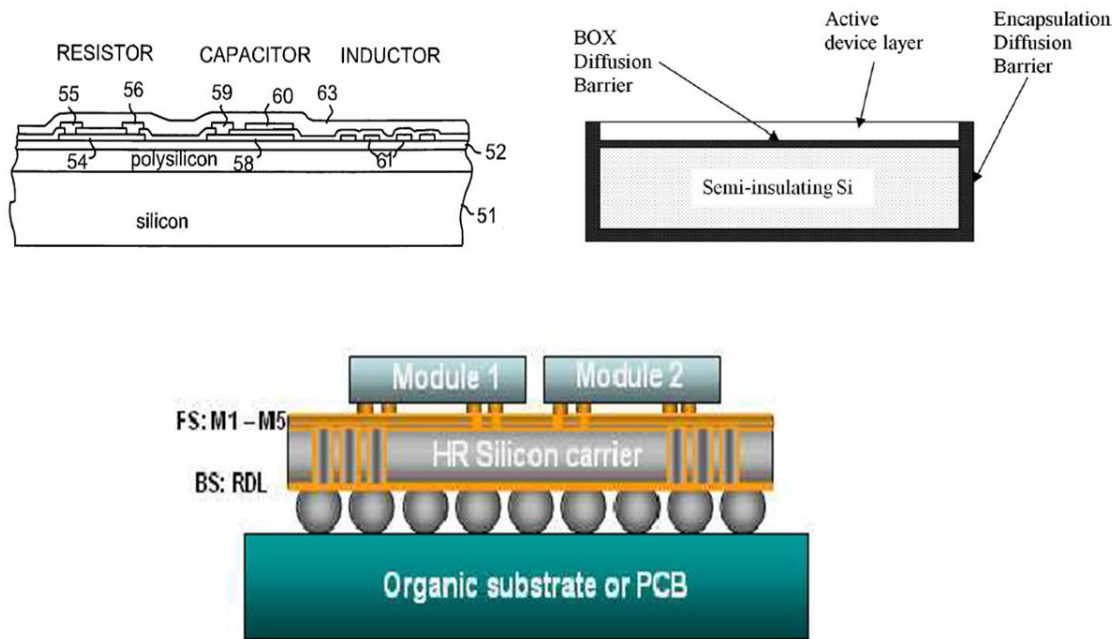 RESISTOR CAPACITOR INDUCTOR
55 56 59 60 63
54 polysilicon 58 61 52
silicon 51
BOX
Diffusion
Barrier
Active
device layer
Encapsulation
Diffusion
Barrier
Semi-insulating Si
Module 1 Module 2
FS: M1 – M5
HR Silicon carrier
BS: RDL
Organic substrate or PCB